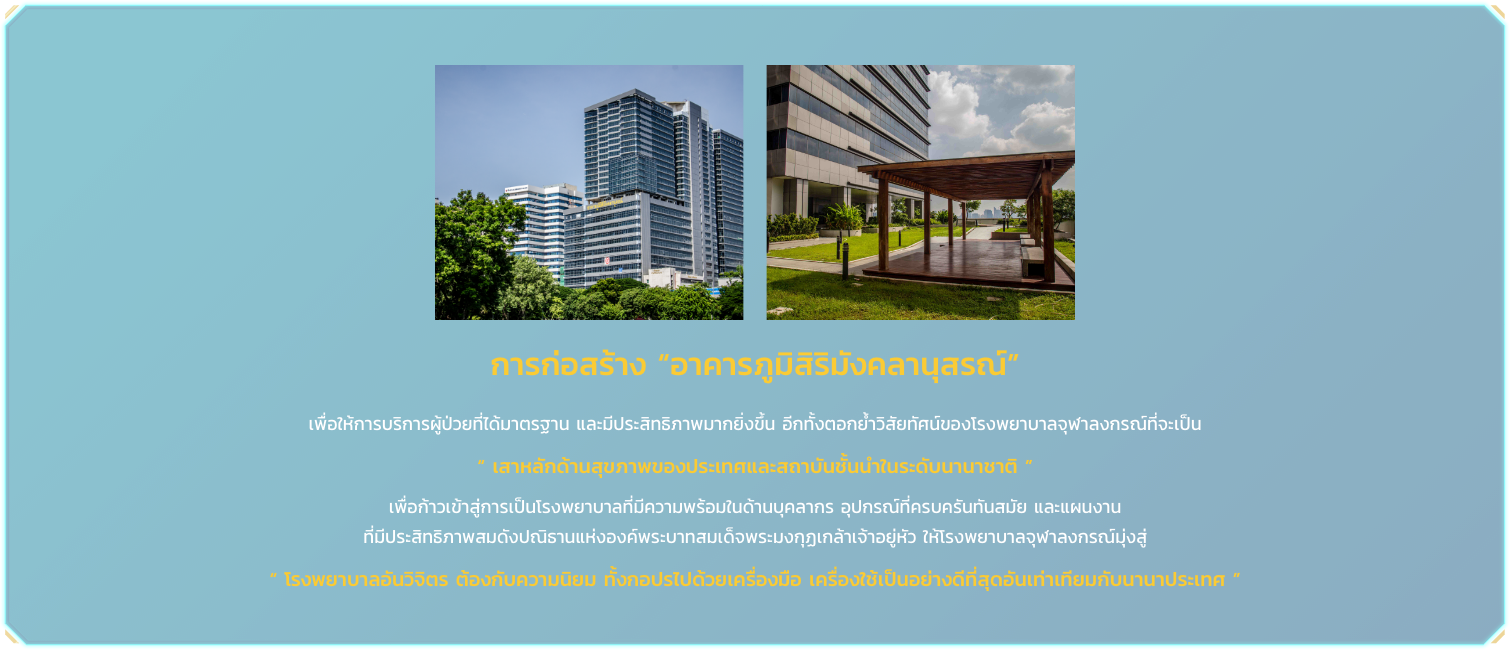 การก่อสร้าง “อาคารภูมิสิริมังคลานุสรณ์”
เพื่อให้การบริการผู้ป่วยที่ได้มาตรฐาน และมีประสิทธิภาพมากยิ่งขึ้น อีกทั้งตอกย้ำวิสัยทัศน์ของโรงพยาบาลจุฬาลงกรณ์ที่จะเป็น
“ เสาหลักด้านสุขภาพของประเทศและสถาบันชั้นนำในระดับนานาชาติ ”
เพื่อก้าวเข้าสู่การเป็นโรงพยาบาลที่มีความพร้อมในด้านบุคลากร อุปกรณ์ที่ครบครันทันสมัย และแผนงาน
ที่มีประสิทธิภาพสมดังปณิธานแห่งองค์พระบาทสมเด็จพระมงกุฎเกล้าเจ้าอยู่หัว ให้โรงพยาบาลจุฬาลงกรณ์มุ่งสู่
“ โรงพยาบาลอันวิจิตร ต้องกับความนิยม ทั้งกอปรไปด้วยเครื่องมือ เครื่องใช้เป็นอย่างดีที่สุดอันเท่าเทียมกับนานาประเทศ ”